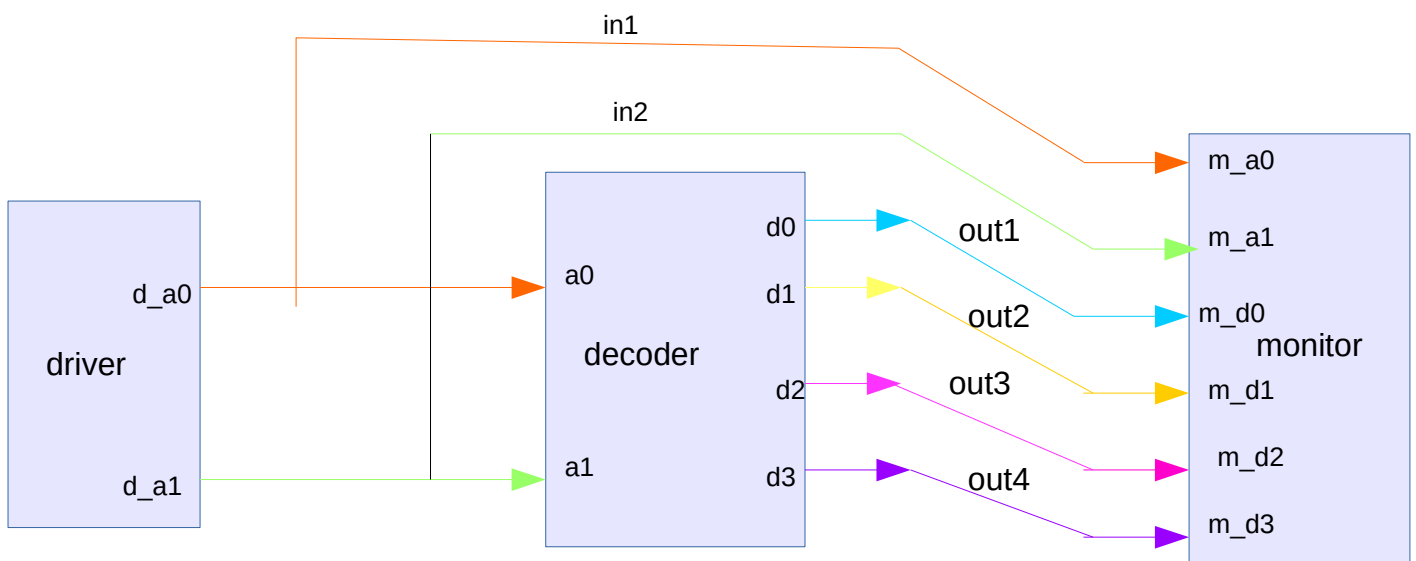 in1
in2
driver
d_a0
d_a1
decoder
a0
a1
d0
d1
d2
d3
out1
out2
out3
out4
monitor
m_a0
m_a1
m_d0
m_d1
m_d2
m_d3